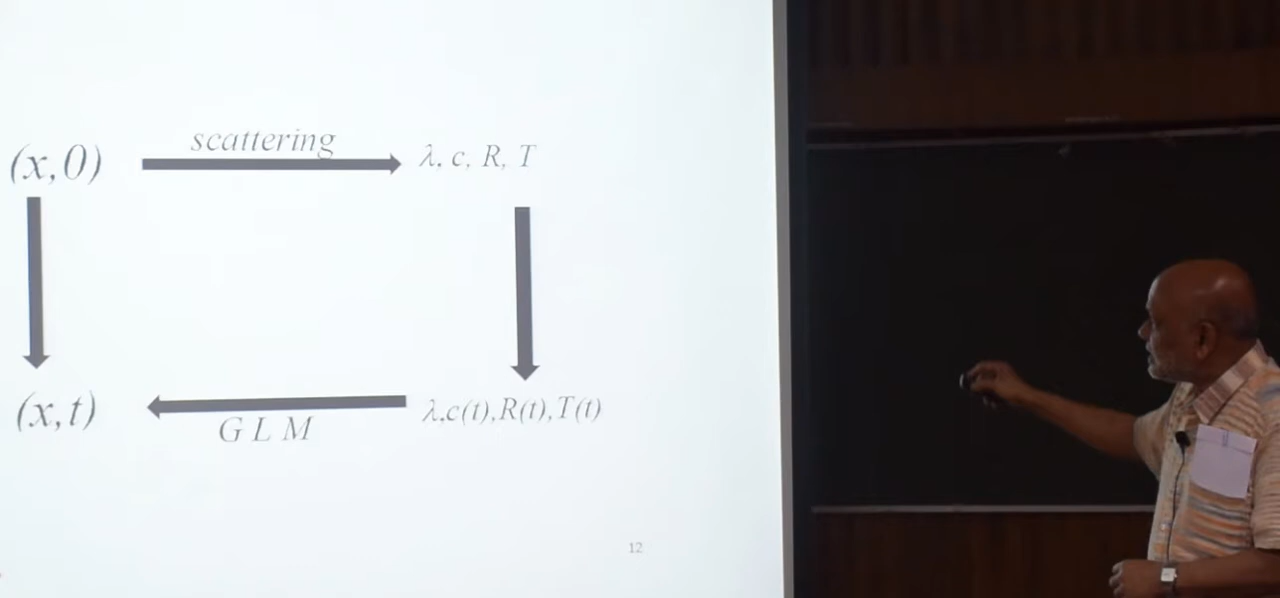 scattering
(x,0) λ, c, R, T
(x,t) λ,c(t),R(t),T(t)
G L M
12